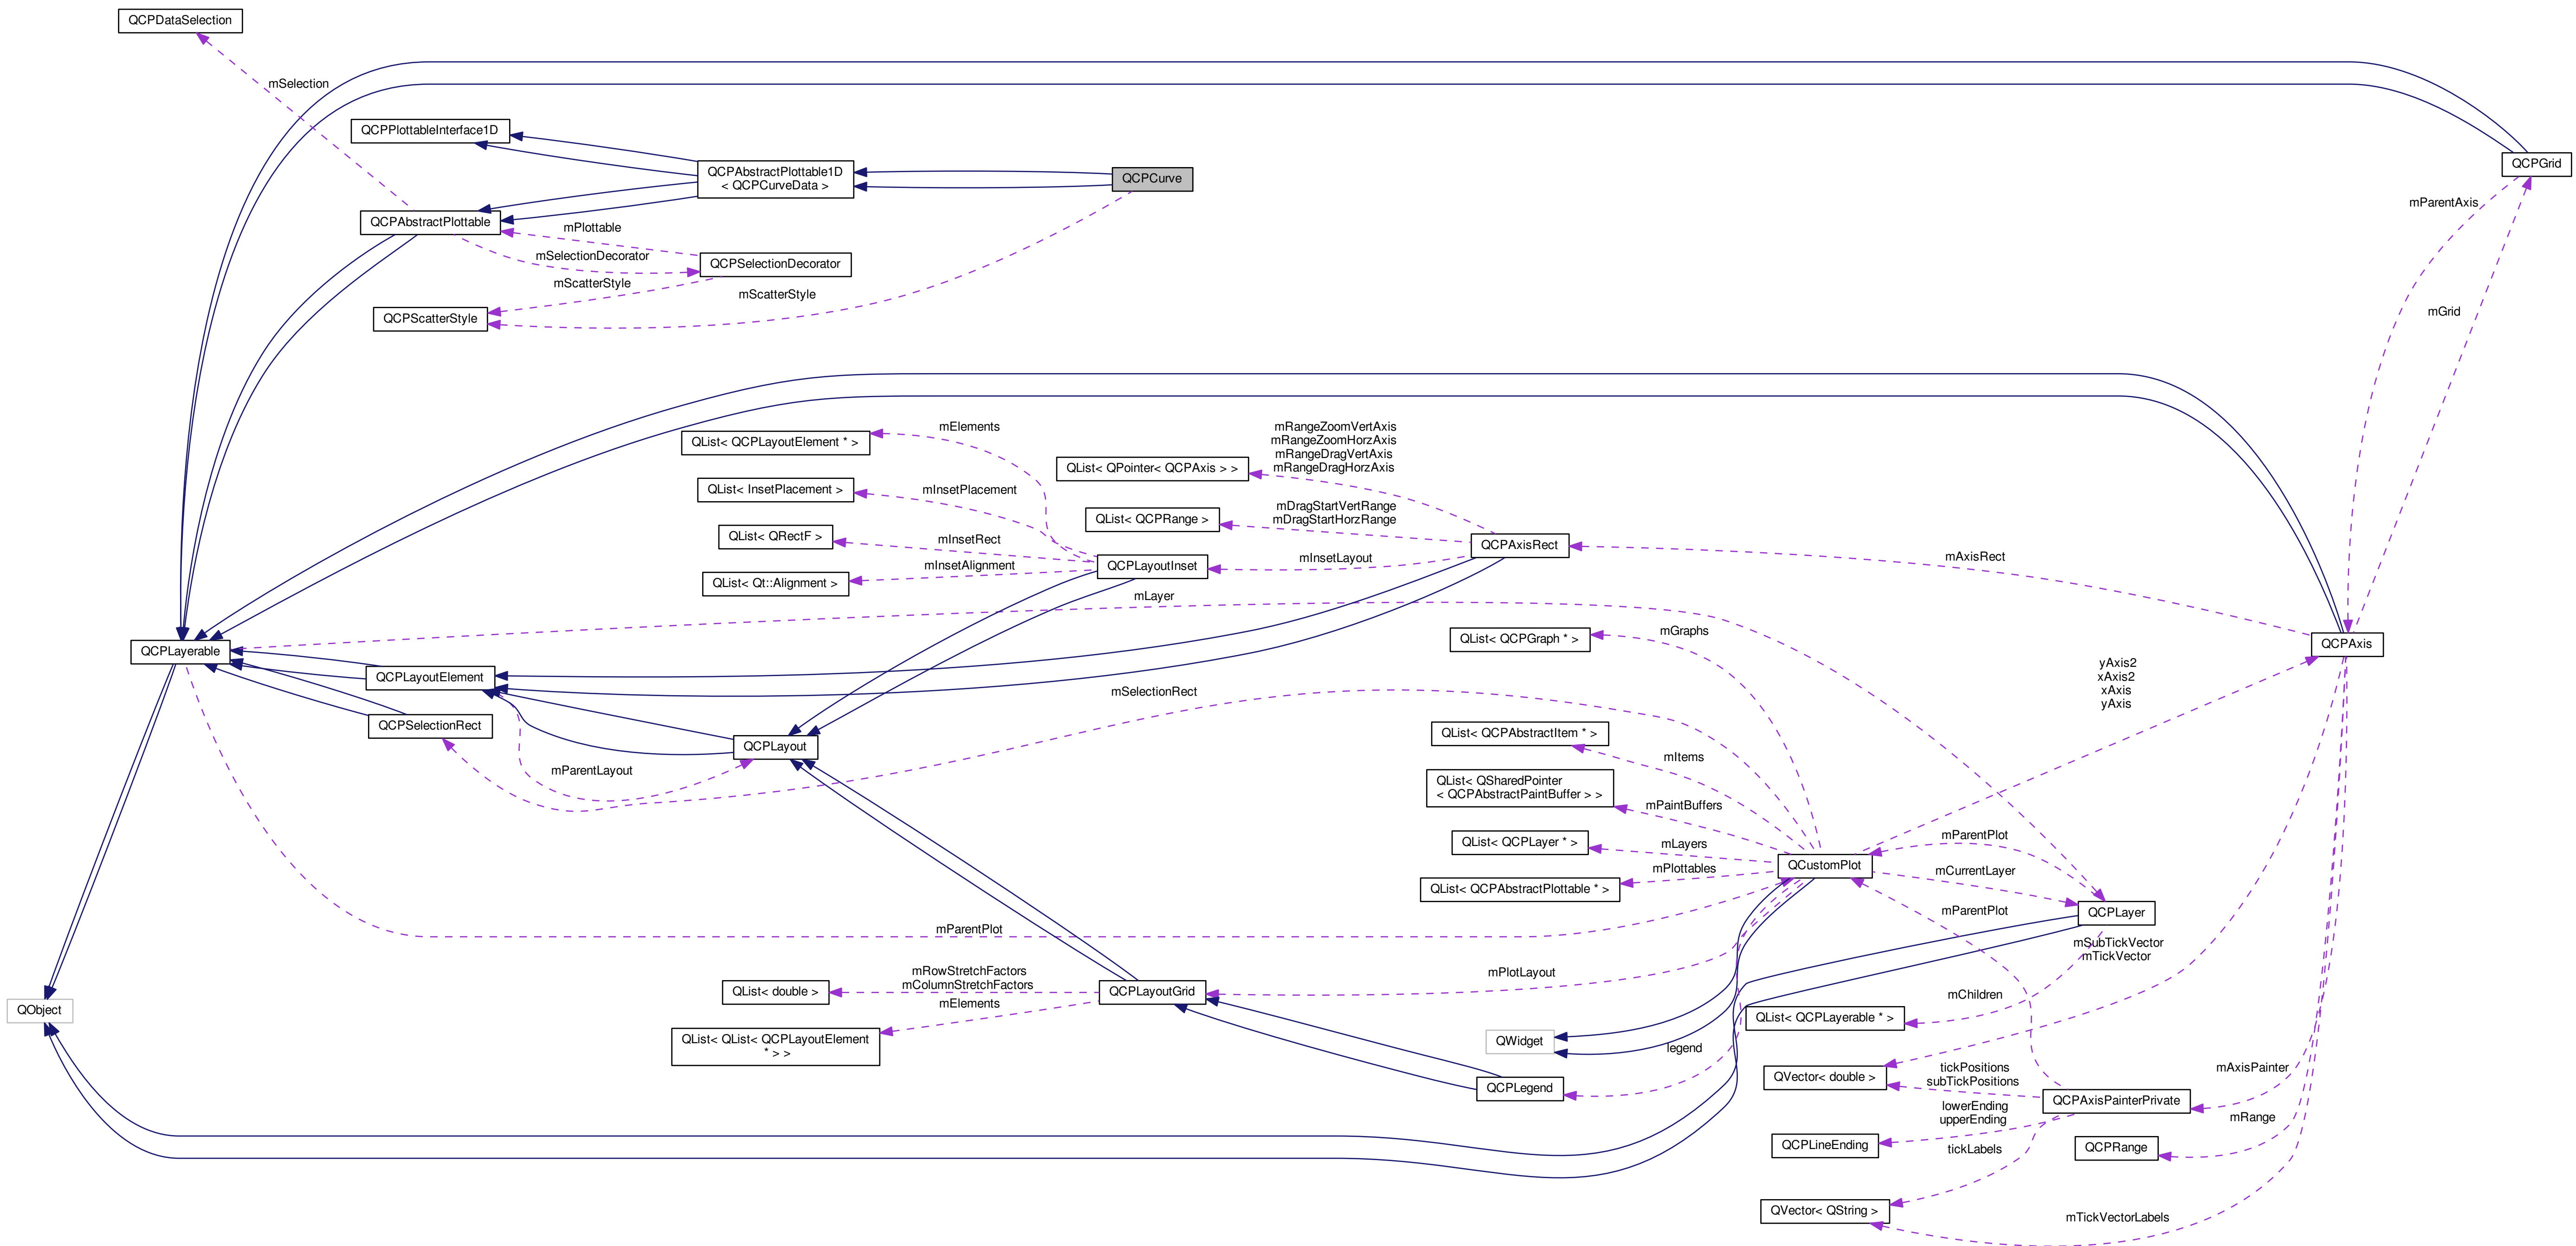 QCPDataSelection
mSelection
QCPPlottableInterface1D
QCPAbstractPlottable1D
< QCPCurveData >
QCPCurve
QCPGrid
QCPAbstractPlottable
mPlottable
mParentAxis
mSelectionDecorator
QCPSelectionDecorator
mScatterStyle
mScatterStyle
QCPScatterStyle
mGrid
QList< QCPLayoutElement * >
mElements
mRangeZoomVertAxis
mRangeZoomHorzAxis
mRangeDragVertAxis
mRangeDragHorzAxis
QList< QPointer< QCPAxis > >
QList< InsetPlacement >
mInsetPlacement
QList< QCPRange >
mDragStartVertRange
mDragStartHorzRange
QList< QRectF >
mInsetRect
QCPAxisRect
mAxisRect
QList< Qt::Alignment >
mInsetAlignment
QCPLayoutInset
mInsetLayout
mLayer
QCPLayerable
QList< QCPGraph * >
mGraphs
QCPAxis
QCPLayoutElement
yAxis2
xAxis2
xAxis
yAxis
mSelectionRect
QCPSelectionRect
QCPLayout
QList< QCPAbstractItem * >
mItems
mParentLayout
QList< QSharedPointer
< QCPAbstractPaintBuffer > >
mPaintBuffers
QList< QCPLayer * >
mLayers
mParentPlot
QCustomPlot
QList< QCPAbstractPlottable * >
mPlottables
mCurrentLayer
mParentPlot
QCPLayer
mParentPlot
mSubTickVector
mTickVector
mPlotLayout
mRowStretchFactors
mColumnStretchFactors
QList< double >
QCPLayoutGrid
mElements
mChildren
QObject
QList< QCPLayerable * >
QList< QList< QCPLayoutElement
* > >
QWidget
legend
QCPLegend
QVector< double >
tickPositions
subTickPositions
mAxisPainter
QCPAxisPainterPrivate
lowerEnding
upperEnding
mRange
QCPLineEnding
tickLabels
QCPRange
QVector< QString >
mTickVectorLabels